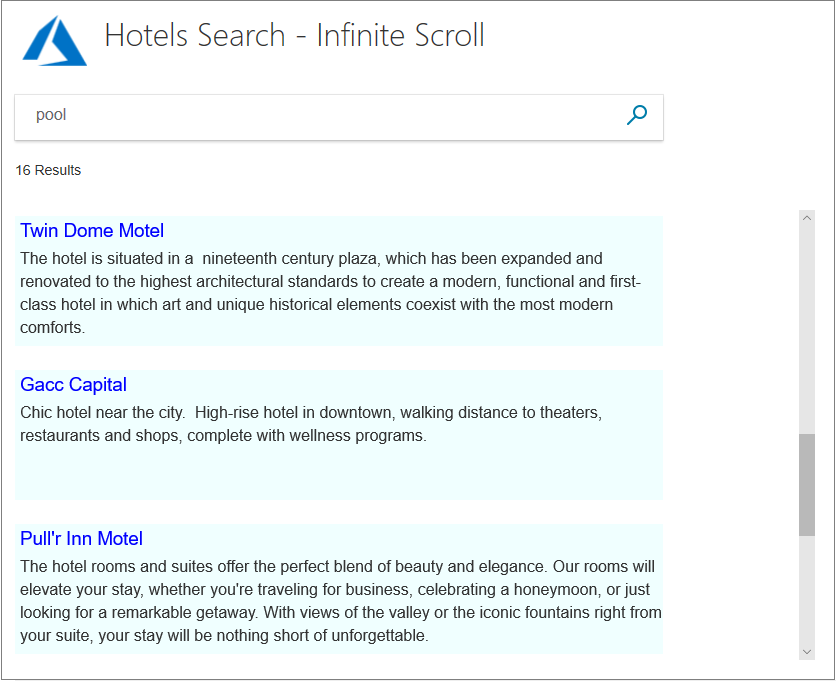 Hotels Search - Infinite Scroll
pool
16 Results
Twin Dome Motel
The hotel is situated in a  nineteenth century plaza, which has been expanded and
renovated to the highest architectural standards to create a modern, functional and first-
class hotel in which art and unique historical elements coexist with the most modern
comforts.
Gacc Capital
Chic hotel near the city.  High-rise hotel in downtown, walking distance to theaters,
restaurants and shops, complete with wellness programs.
Pull'r Inn Motel
The hotel rooms and suites offer the perfect blend of beauty and elegance. Our rooms will
elevate your stay, whether you're traveling for business, celebrating a honeymoon, or just
looking for a remarkable getaway. With views of the valley or the iconic fountains right from
your suite, your stay will be nothing short of unforgettable.